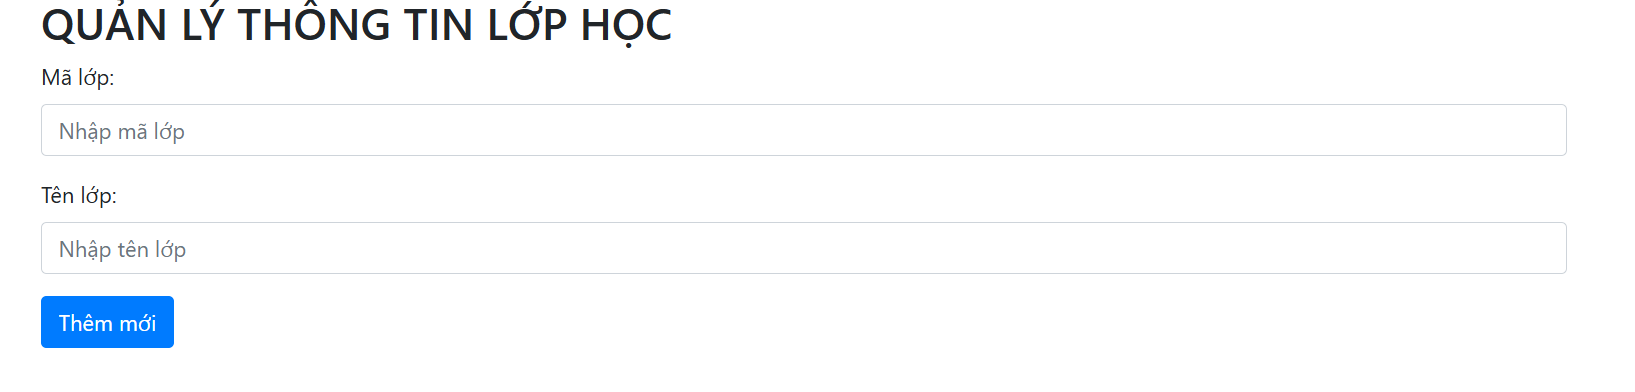 QUẢN LÝ THÔNG TIN LỚP HỌC
Mã lớp:
Nhập mã lớp
Tên lớp:
Nhập tên lớp
Thêm mới